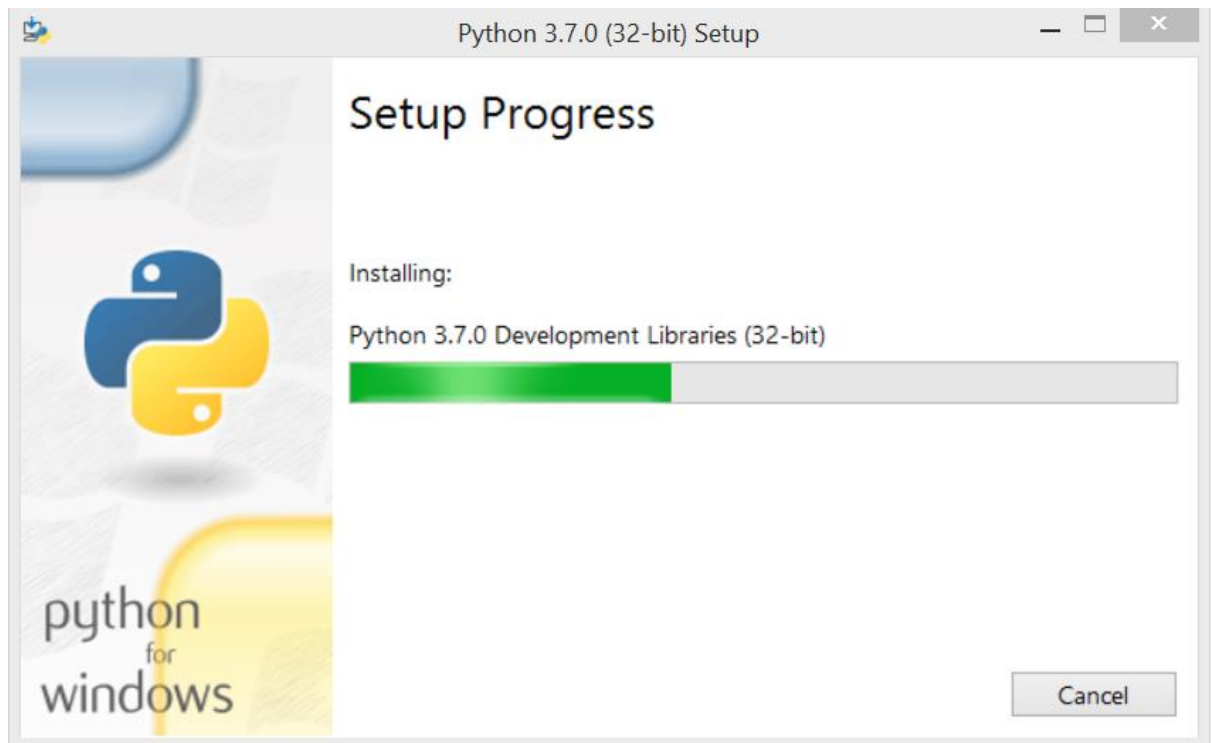 Python 3.7.0 (32-bit) Setup
Setup Progress
Installing:
Python 3.7.0 Development Libraries (32-bit)
python
for
windows
Cancel